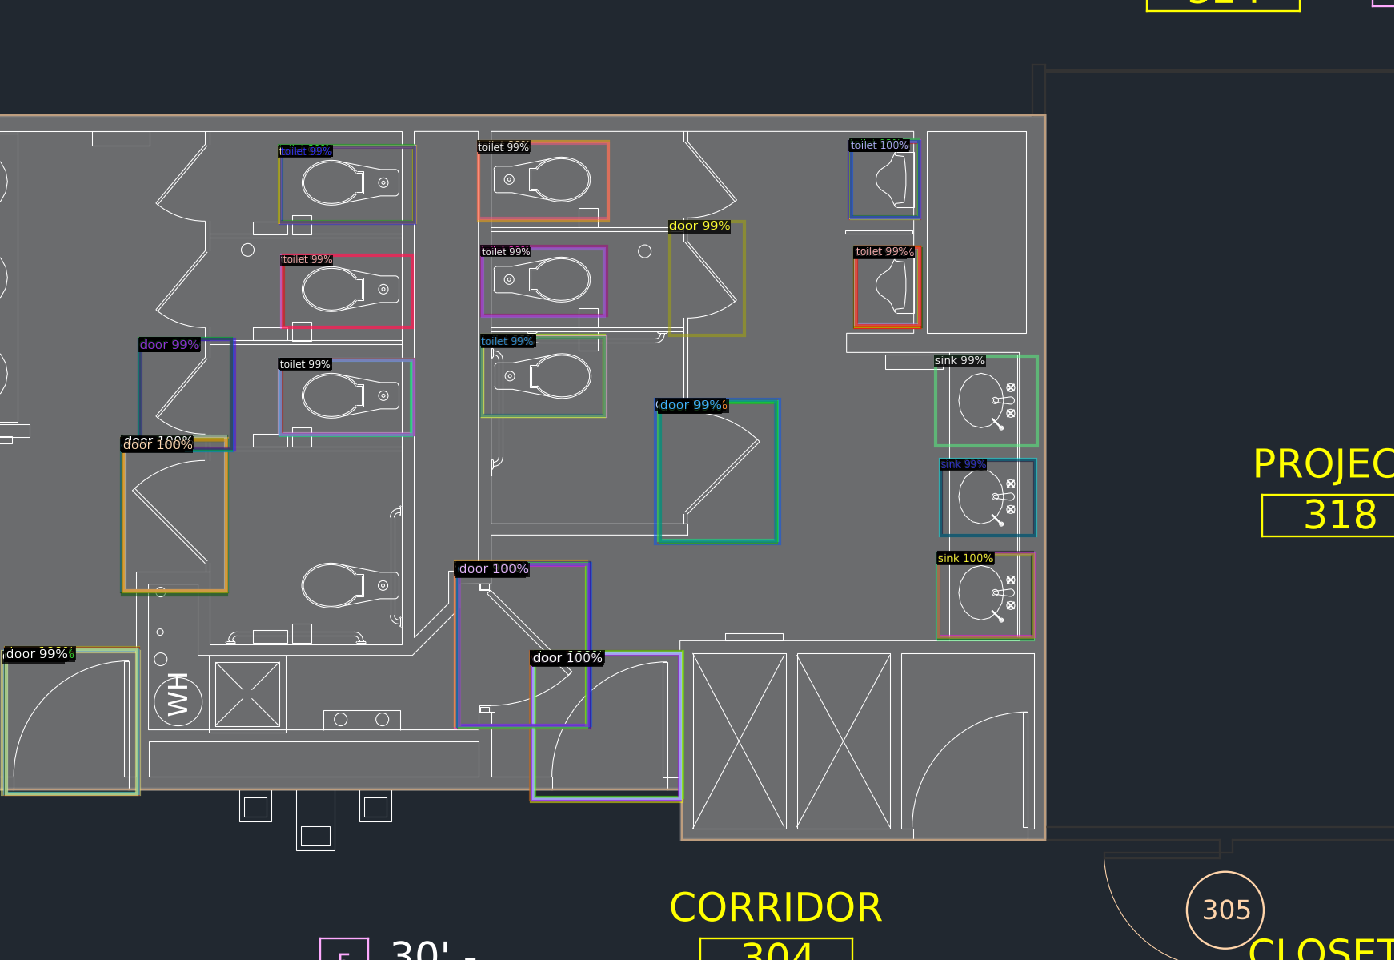 toilet 99%
toilet 99%
toilet 100%
door 99%
toilet 99%
toilet 99%
toilet 99%
door 99%
toilet 99%
toilet 99%
sink 99%
door 99%
door 100%
sink 99%
PROJEC
318
sink 100%
door 100%
door 99%
door 100%
WH
CORRIDOR
304
305
30' -
CLOSET